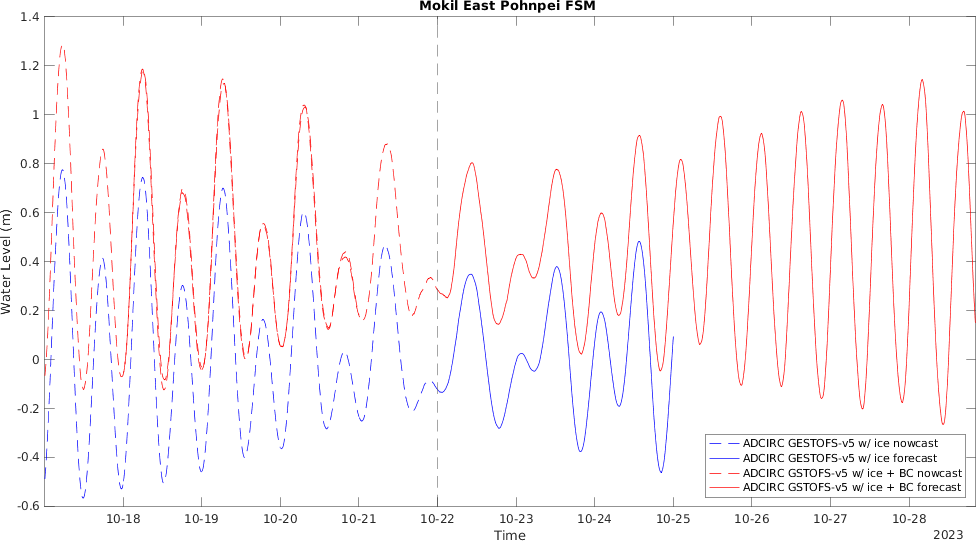 Mokil East Pohnpei FSM
1.4
1.2
1
0.8
0.6
0.4
0.2
0
-0.2
-0.4
-0.6
Water Level (m)
ADCIRC GESTOFS-v5 w/ ice nowcast
ADCIRC GESTOFS-v5 w/ ice forecast
ADCIRC GSTOFS-v5 w/ ice + BC nowcast
ADCIRC GSTOFS-v5 w/ ice + BC forecast
10-18 10-19 10-20 10-21 10-22 10-23 10-24 10-25 10-26 10-27 10-28
Time
2023